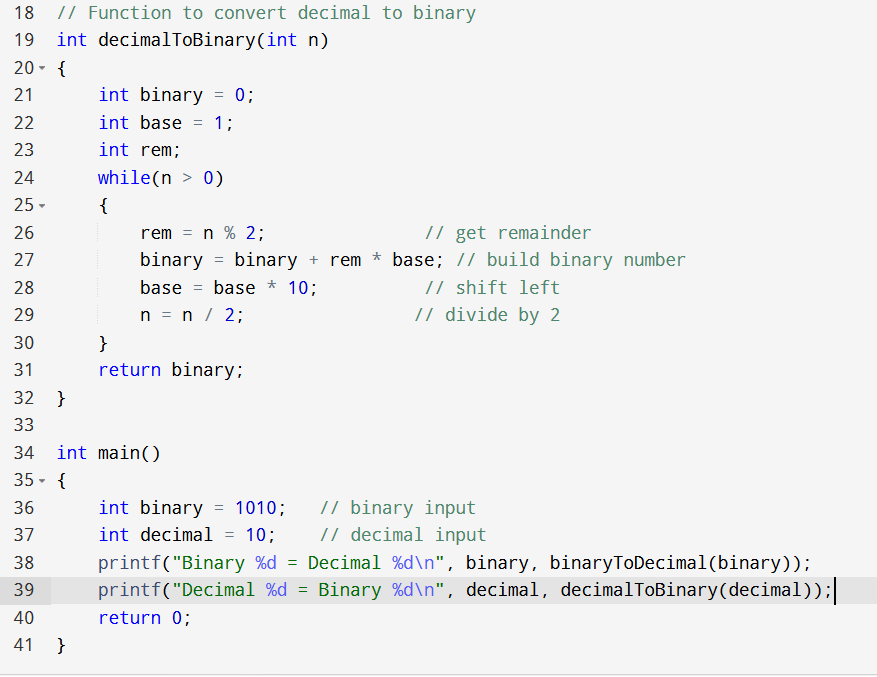 18 // Function to convert decimal to binary
19 int decimalToBinary(int n)
20 {
21     int binary = 0;
22     int base = 1;
23     int rem;
24     while(n > 0)
25     {
26         rem = n % 2;               // get remainder
27         binary = binary + rem * base; // build binary number
28         base = base * 10;          // shift left
29         n = n / 2;                // divide by 2
30     }
31     return binary;
32 }
33
34 int main()
35 {
36     int binary = 1010;   // binary input
37     int decimal = 10;    // decimal input
38     printf("Binary %d = Decimal %d\n", binary, binaryToDecimal(binary));
39     printf("Decimal %d = Binary %d\n", decimal, decimalToBinary(decimal));
40     return 0;
41 }